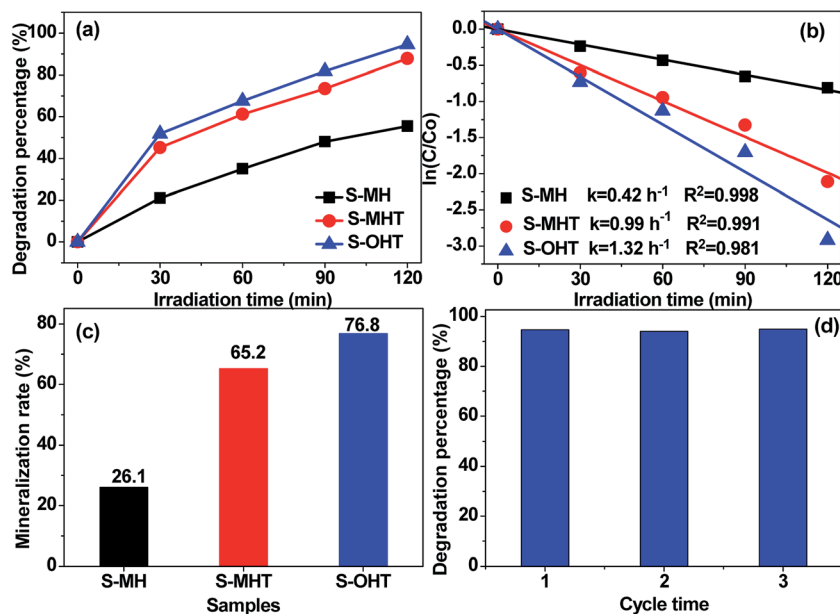 (a)
Degradation percentage (%)
100
80
60
40
20
0
S-MH
S-MHT
S-OHT
0 30 60 90 120
Irradiation time (min)
(b)
ln(C/Co)
0.0
-0.5
-1.0
-1.5
-2.0
-2.5
-3.0
S-MH k=0.42 h⁻¹ R²=0.998
S-MHT k=0.99 h⁻¹ R²=0.991
S-OHT k=1.32 h⁻¹ R²=0.981
0 30 60 90 120
Irradiation time (min)
(c)
Mineralization rate (%)
80
60
40
20
0
26.1
65.2
76.8
S-MH S-MHT S-OHT
Samples
(d)
Degradation percentage (%)
100
80
60
40
20
0
1 2 3
Cycle time